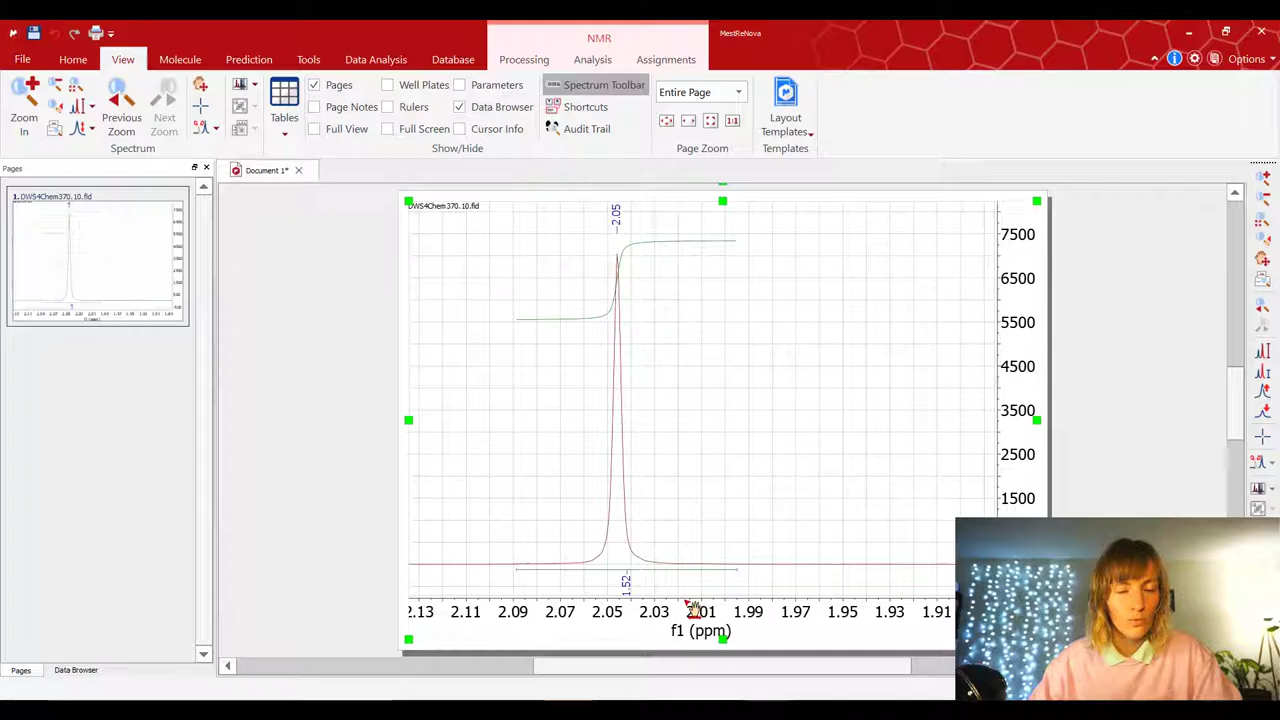 NMR
MestReNova
File Home View Molecule Prediction Tools Data Analysis Database Processing Analysis Assignments Options
Pages Well Plates Parameters Spectrum Toolbar Entire Page
Page Notes Rulers Data Browser Shortcuts
Zoom In Previous Zoom Next Zoom Tables Layout Templates
Full View Full Screen Cursor Info Audit Trail 1:1
Spectrum Show/Hide Page Zoom Templates
Pages
Document 1*
1. DWS4Chem370.10.fid
DWS4Chem370.10.fid
2.05
7500
6500
5500
4500
3500
2500
1500
1.52
2.13 2.11 2.09 2.07 2.05 2.03 2.01 1.99 1.97 1.95 1.93 1.91
f1 (ppm)
Pages Data Browser